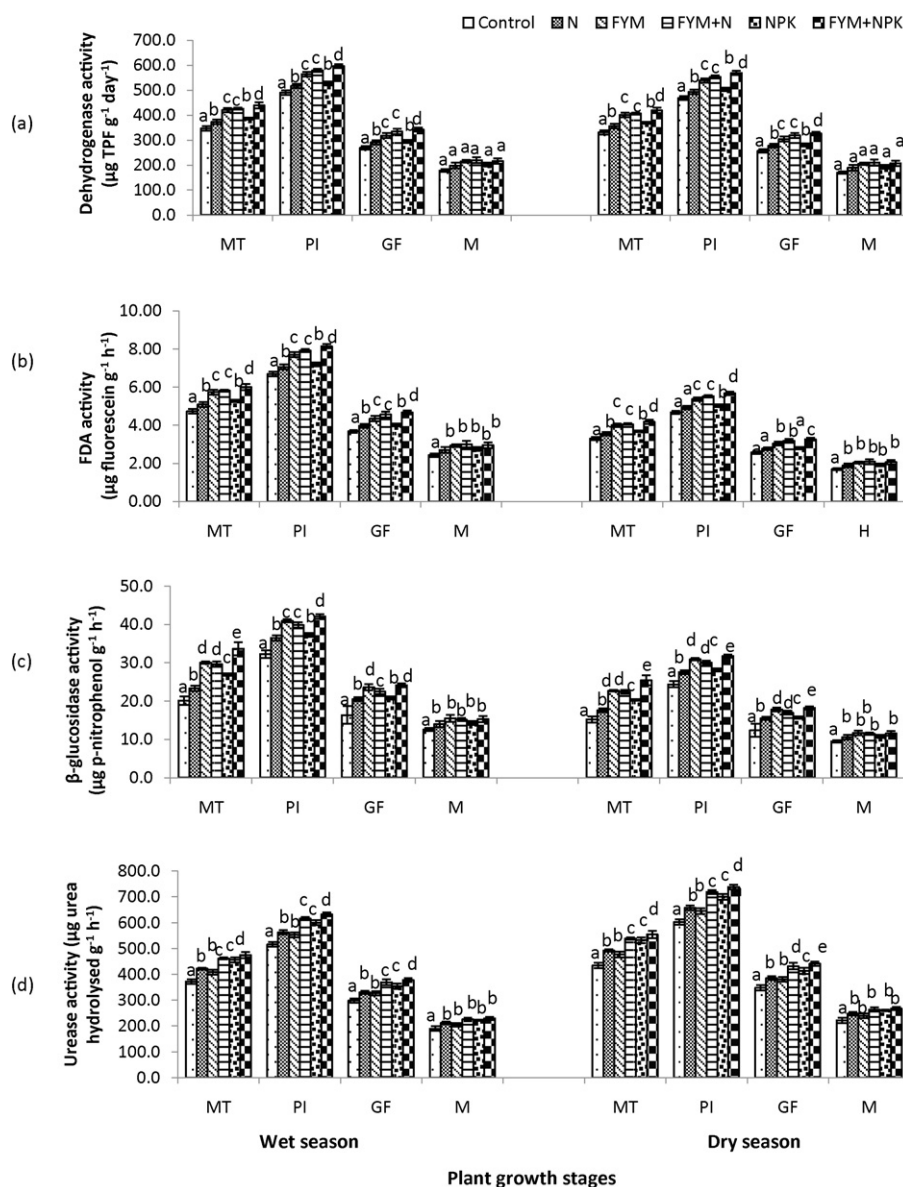 Control N FYM FYM+N NPK FYM+NPK
(a)
Dehydrogenase activity
(µg TPF g-1 day-1)
700.0
600.0
500.0
400.0
300.0
200.0
100.0
0.0
a b c c b d
a b c c b d
a b c c b d
a a a a a a
a b c c b d
a b c c b d
a b c c b d
a a a a a a
MT PI GF M MT PI GF M
(b)
FDA activity
(µg fluorescein g-1 h-1)
10.00
8.00
6.00
4.00
2.00
0.00
a b c c b d
a b c c b d
a b c c b d
a b b b b b
a b c c b d
a a c c b d
a a b b a c
a b b b b b
MT PI GF M MT PI GF H
(c)
β-glucosidase activity
(µg p-nitrophenol g-1 h-1)
50.0
40.0
30.0
20.0
10.0
0.0
a b d d c e
a b c c b d
a b d c b d
a b b b b b
a b d d c e
a b d d c e
a b d d c e
a b b b b b
MT PI GF M MT PI GF M
(d)
Urease activity (µg urea
hydrolysed g-1 h-1)
800.0
700.0
600.0
500.0
400.0
300.0
200.0
100.0
0.0
a b b c c d
a b b c c d
a b b c c d
a b b b b b
a b b c c d
a b b c c d
a b b d c e
a b b b b b
MT PI GF M MT PI GF M
Wet season Dry season
Plant growth stages